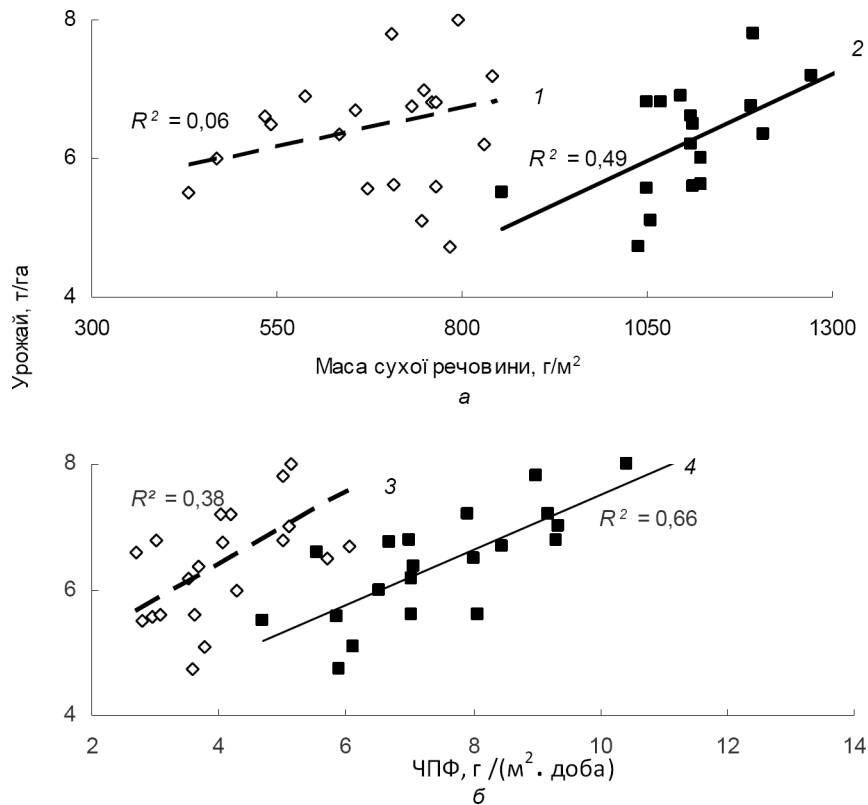 8
1
2
R² = 0,06
6
R² = 0,49
4
300 550 800 1050 1300
Урожай, т/га
Маса сухої речовини, г/м²
а
8
R² = 0,38
3
4
R² = 0,66
6
4
2 4 6 8 10 12 14
ЧПФ, г /(м². доба)
б